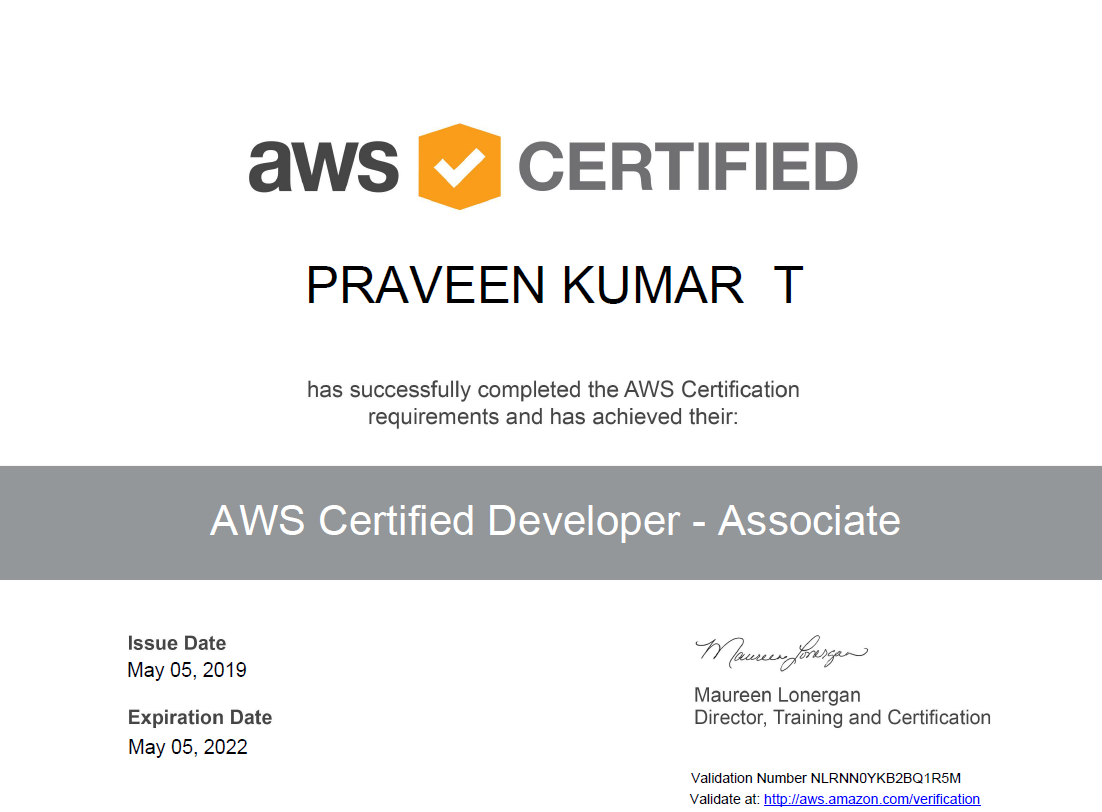 aws CERTIFIED
PRAVEEN KUMAR T
has successfully completed the AWS Certification
requirements and has achieved their:
AWS Certified Developer - Associate
Issue Date
May 05, 2019
Expiration Date
May 05, 2022
Maureen Lonergan
Maureen Lonergan
Director, Training and Certification
Validation Number NLRNN0YKB2BQ1R5M
Validate at: http://aws.amazon.com/verification